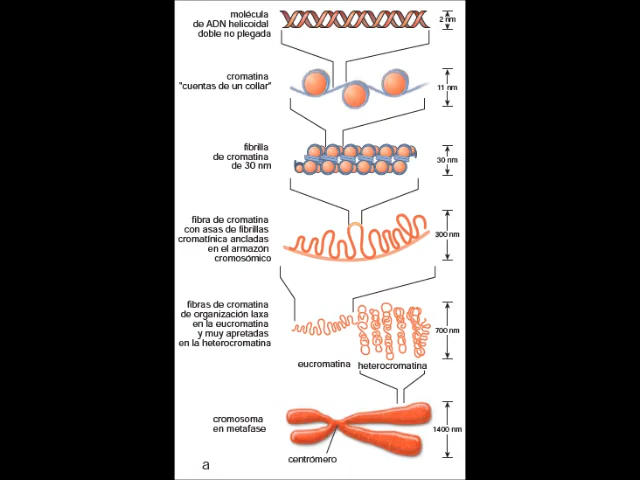 molécula
de ADN helicoidal
doble no plegada
2 nm
cromatina
"cuentas de un collar"
11 nm
fibrilla
de cromatina
de 30 nm
30 nm
fibra de cromatina
con asas de fibrillas
cromatínica ancladas
en el armazón
cromosómico
300 nm
fibras de cromatina
de organización laxa
en la eucromatina
y muy apretadas
en la heterocromatina
700 nm
eucromatina
heterocromatina
cromosoma
en metafase
1400 nm
centrómero
a